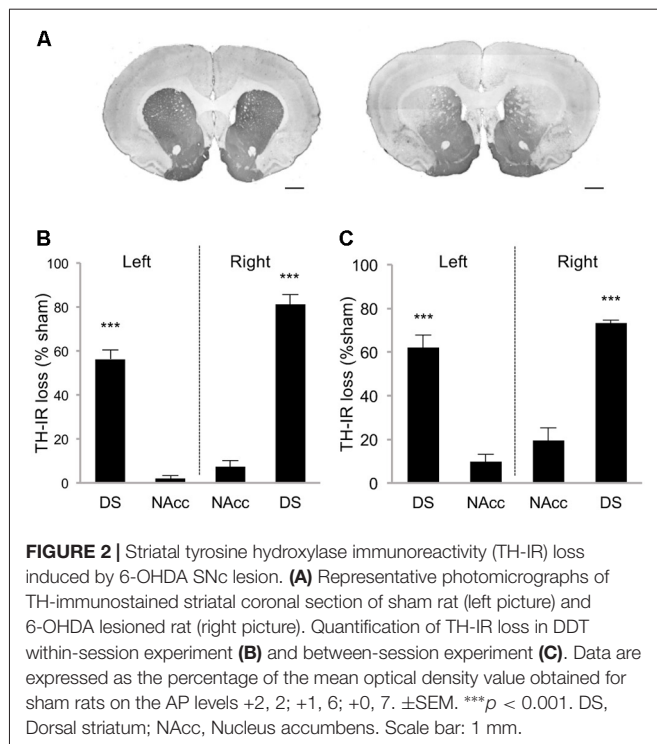 A
B
C
Left
Right
Left
Right
TH-IR loss (% sham)
100
80
60
40
20
0
***
***
DS
NAcc
NAcc
DS
TH-IR loss (%sham)
100
80
60
40
20
0
***
***
DS
NAcc
NAcc
DS
FIGURE 2 | Striatal tyrosine hydroxylase immunoreactivity (TH-IR) loss
induced by 6-OHDA SNc lesion. (A) Representative photomicrographs of
TH-immunostained striatal coronal section of sham rat (left picture) and
6-OHDA lesioned rat (right picture). Quantification of TH-IR loss in DDT
within-session experiment (B) and between-session experiment (C). Data are
expressed as the percentage of the mean optical density value obtained for
sham rats on the AP levels +2, 2; +1, 6; +0, 7. ±SEM. ***p < 0.001. DS,
Dorsal striatum; NAcc, Nucleus accumbens. Scale bar: 1 mm.